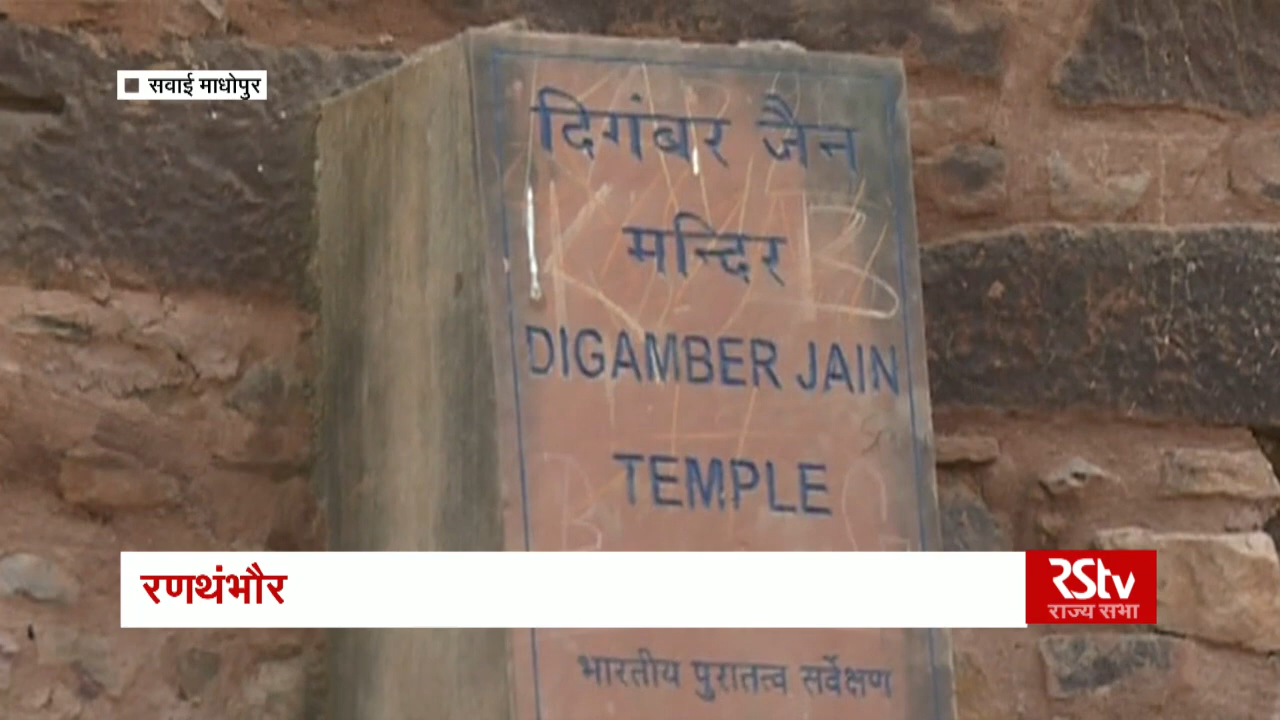 सवाई माधोपुर
दिगंबर जैन
मन्दिर
DIGAMBER JAIN
TEMPLE
रणथंभौर
RSTV
राज्य सभा
भारतीय पुरातत्व सर्वेक्षण